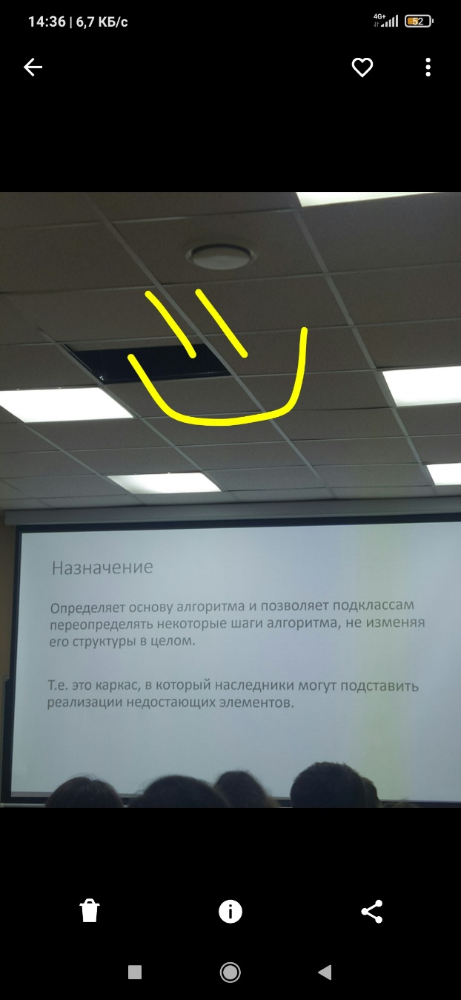 14:36 | 6,7 КБ/с
4G+
52
Назначение
Определяет основу алгоритма и позволяет подклассам
переопределять некоторые шаги алгоритма, не изменяя
его структуры в целом.
Т.е. это каркас, в который наследники могут подставить
реализации недостающих элементов.